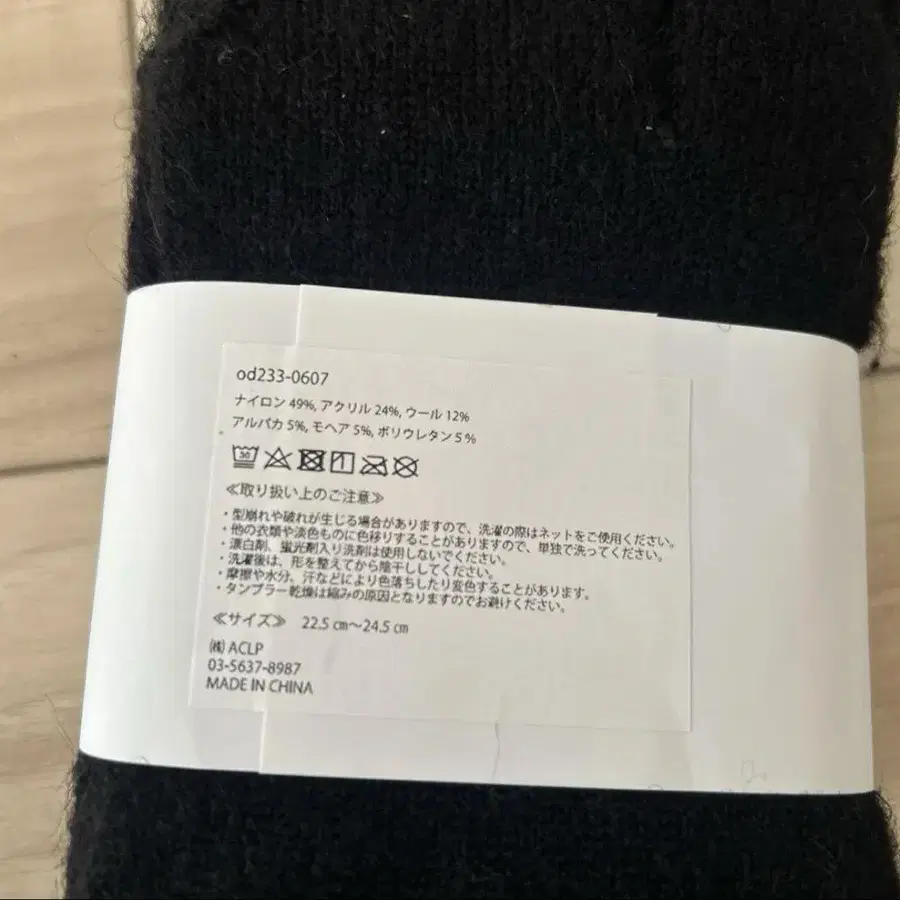 od233-0607
ナイロン 49%, アクリル 24%, ウール 12%
アルパカ 5%, モヘア 5%, ポリウレタン 5 %
30
≪取り扱い上のご注意≫
・型崩れや破れが生じる場合がありますので、洗濯の際はネットをご使用ください。
・他の衣類や淡色ものに色移りすることがありますので、単独で洗ってください。
・漂白剤、蛍光剤入り洗剤は使用しないでください。
・洗濯後は、形を整えてから陰干ししてください。
・摩擦や水分、汗などにより色落ちしたり変色することがあります。
・タンブラー乾燥は縮みの原因となりますのでお避けください。
≪サイズ≫ 22.5 ㎝〜24.5 ㎝
㈱ ACLP
03-5637-8987
MADE IN CHINA